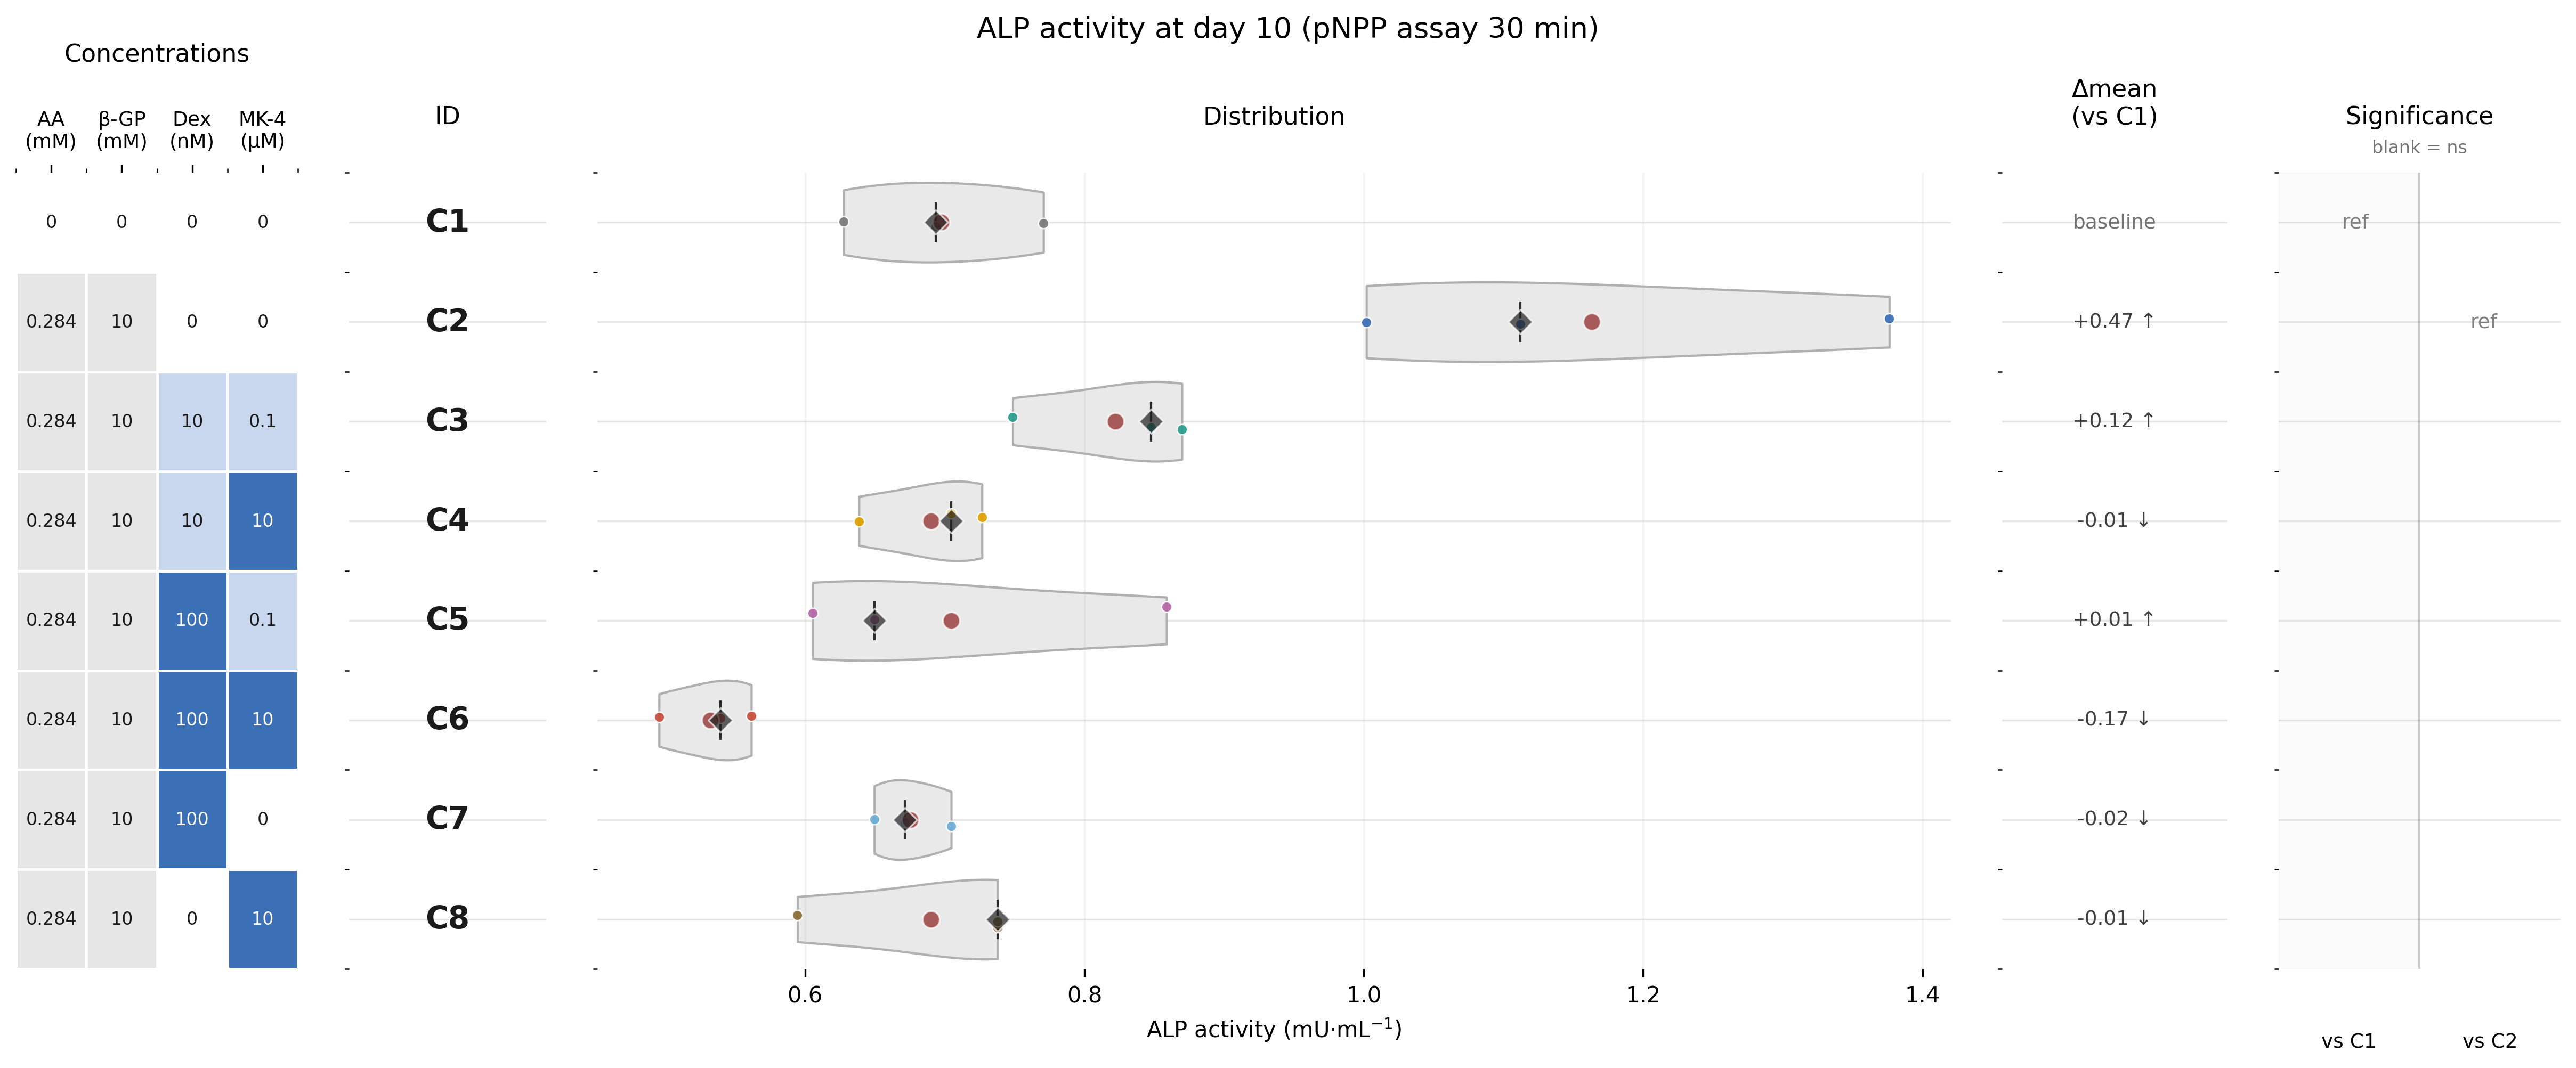 ALP activity at day 10 (pNPP assay 30 min)
Concentrations
AA (mM) β-GP (mM) Dex (nM) MK-4 (μM)
ID
Distribution
Δmean (vs C1)
Significance
blank = ns
0 0 0 0 C1 baseline ref
0.284 10 0 0 C2 +0.47 ↑ ref
0.284 10 10 0.1 C3 +0.12 ↑
0.284 10 10 10 C4 -0.01 ↓
0.284 10 100 0.1 C5 +0.01 ↑
0.284 10 100 10 C6 -0.17 ↓
0.284 10 100 0 C7 -0.02 ↓
0.284 10 0 10 C8 -0.01 ↓
0.6 0.8 1.0 1.2 1.4
ALP activity (mU·mL⁻¹)
vs C1 vs C2